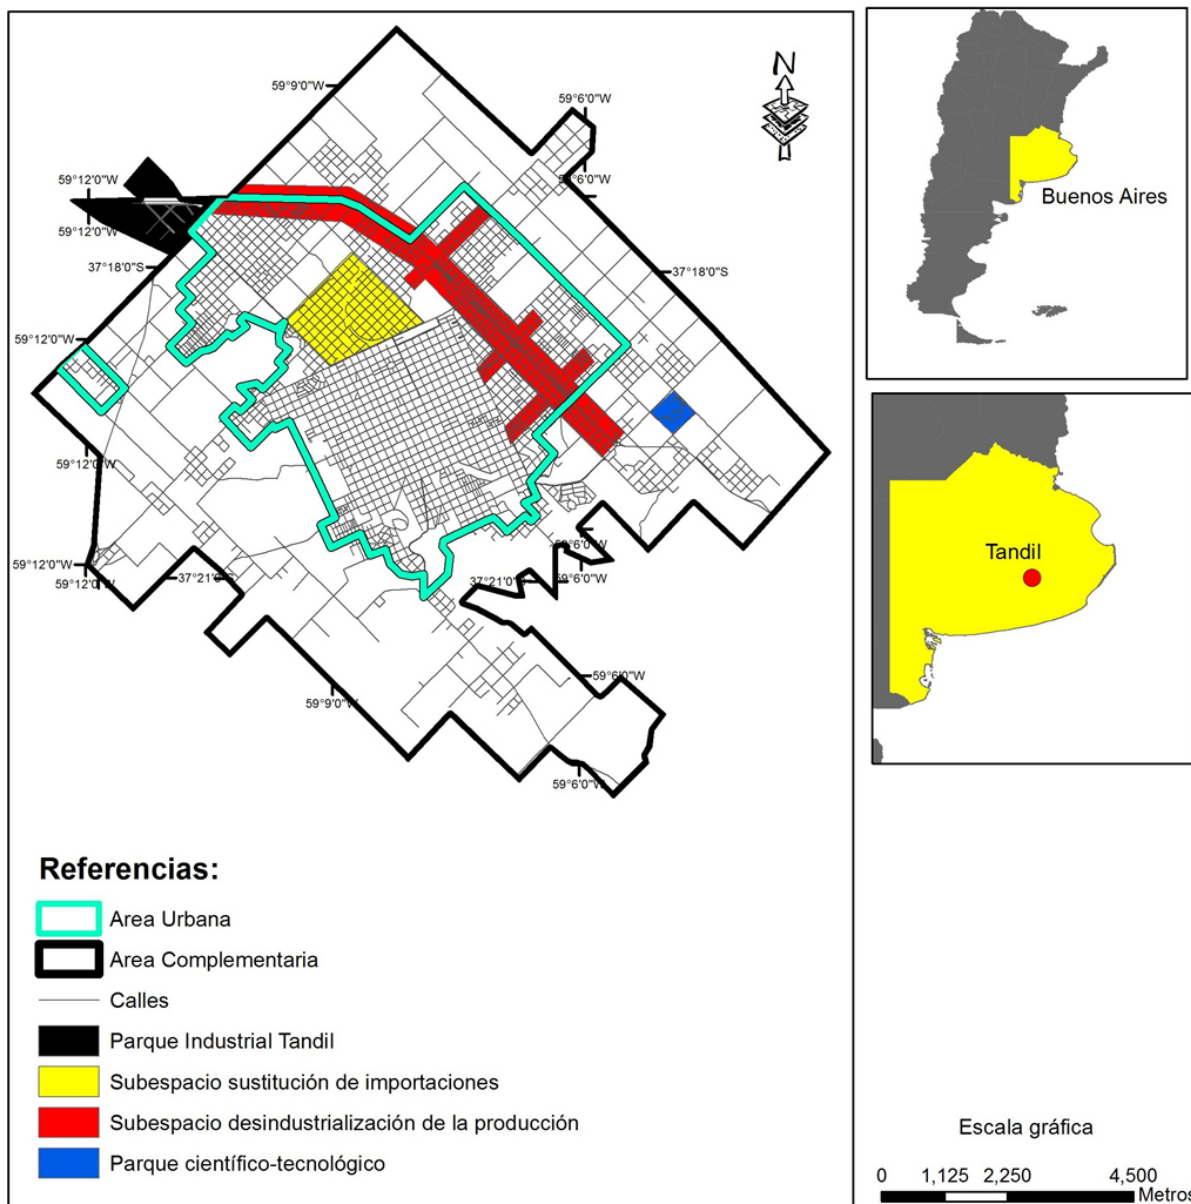 N
59°9'0"W
59°6'0"W
59°12'0"W
59°6'0"W
59°12'0"W
37°18'0"S
37°18'0"S
59°12'0"W
59°12'0"W
59°6'0"W
59°12'0"W
59°12'0"W
37°21'0"S
37°21'0"
59°6'0"W
59°6'0"W
59°9'0"W
59°6'0"W
Referencias:
Area Urbana
Area Complementaria
Calles
Parque Industrial Tandil
Subespacio sustitución de importaciones
Subespacio desindustrialización de la producción
Parque científico-tecnológico
Buenos Aires
Tandil
Escala gráfica
0 1,125 2,250 4,500
Metros